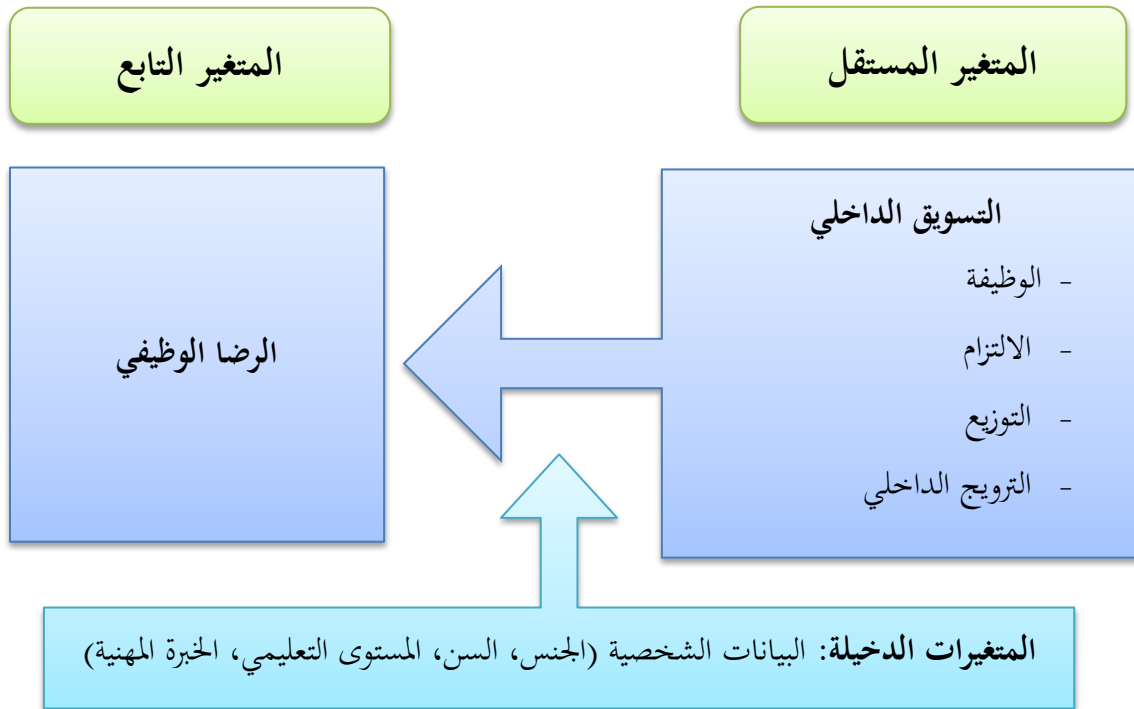 المتغير المستقل
المتغير التابع
التسويق الداخلي
- الوظيفة
- الالتزام
- التوزيع
- الترويج الداخلي
الرضا الوظيفي
المتغيرات الدخيلة: البيانات الشخصية (الجنس، السن، المستوى التعليمي، الخبرة المهنية)